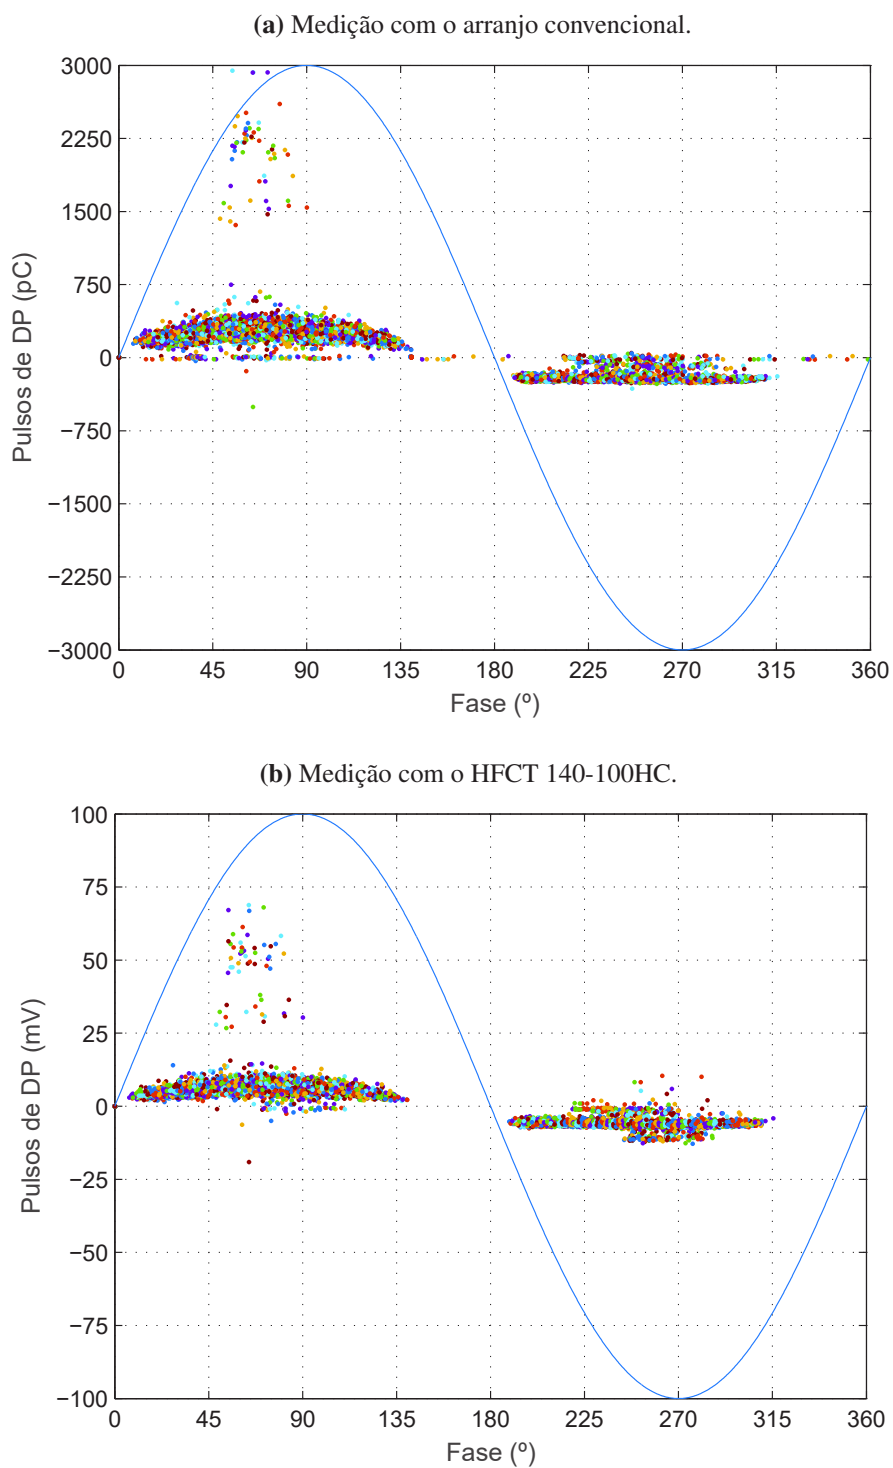 (a) Medição com o arranjo convencional.
3000
2250
1500
750
0
−750
−1500
−2250
−3000
Pulsos de DP (pC)
0 45 90 135 180 225 270 315 360
Fase (º)
(b) Medição com o HFCT 140-100HC.
100
75
50
25
0
−25
−50
−75
−100
Pulsos de DP (mV)
0 45 90 135 180 225 270 315 360
Fase (º)